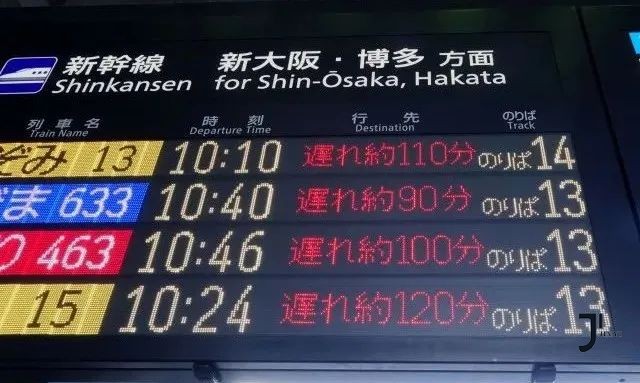 新幹線 新大阪・博多 方面
Shinkansen for Shin-Ōsaka, Hakata
列車名 時刻 行先 のりば
Train Name Departure Time Destination Track
ぞみ 13 10:10 遅れ約110分 のりば 14
だま 633 10:40 遅れ約90分 のりば 13
463 10:46 遅れ約100分 のりば 13
15 10:24 遅れ約120分 のりば 13